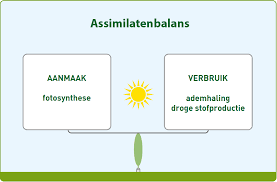 Assimilatenbalans
AANMAAK
fotosynthese
VERBRUIK
ademhaling
droge stofproductie